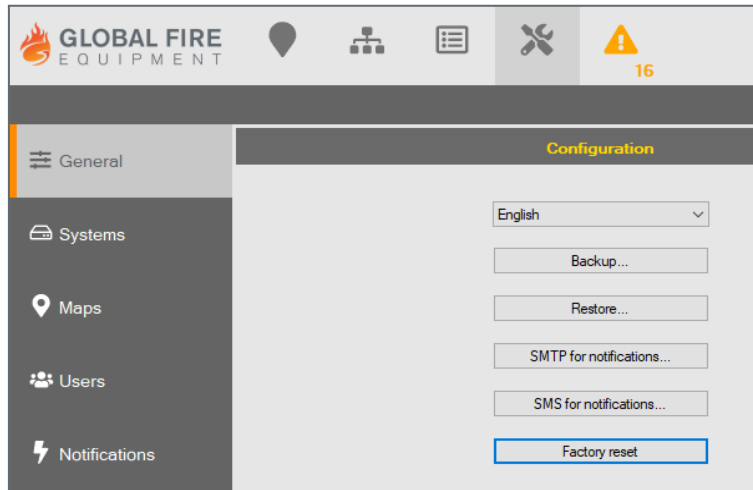 GLOBAL FIRE
EQUIPMENT
16
Configuration
General
Systems
Maps
Users
Notifications
English
Backup...
Restore...
SMTP for notifications...
SMS for notifications...
Factory reset